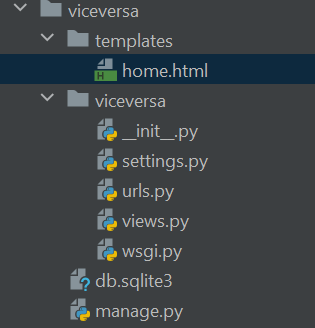 viceversa
templates
H
home.html
viceversa
__init__.py
settings.py
urls.py
views.py
wsgi.py
db.sqlite3
manage.py